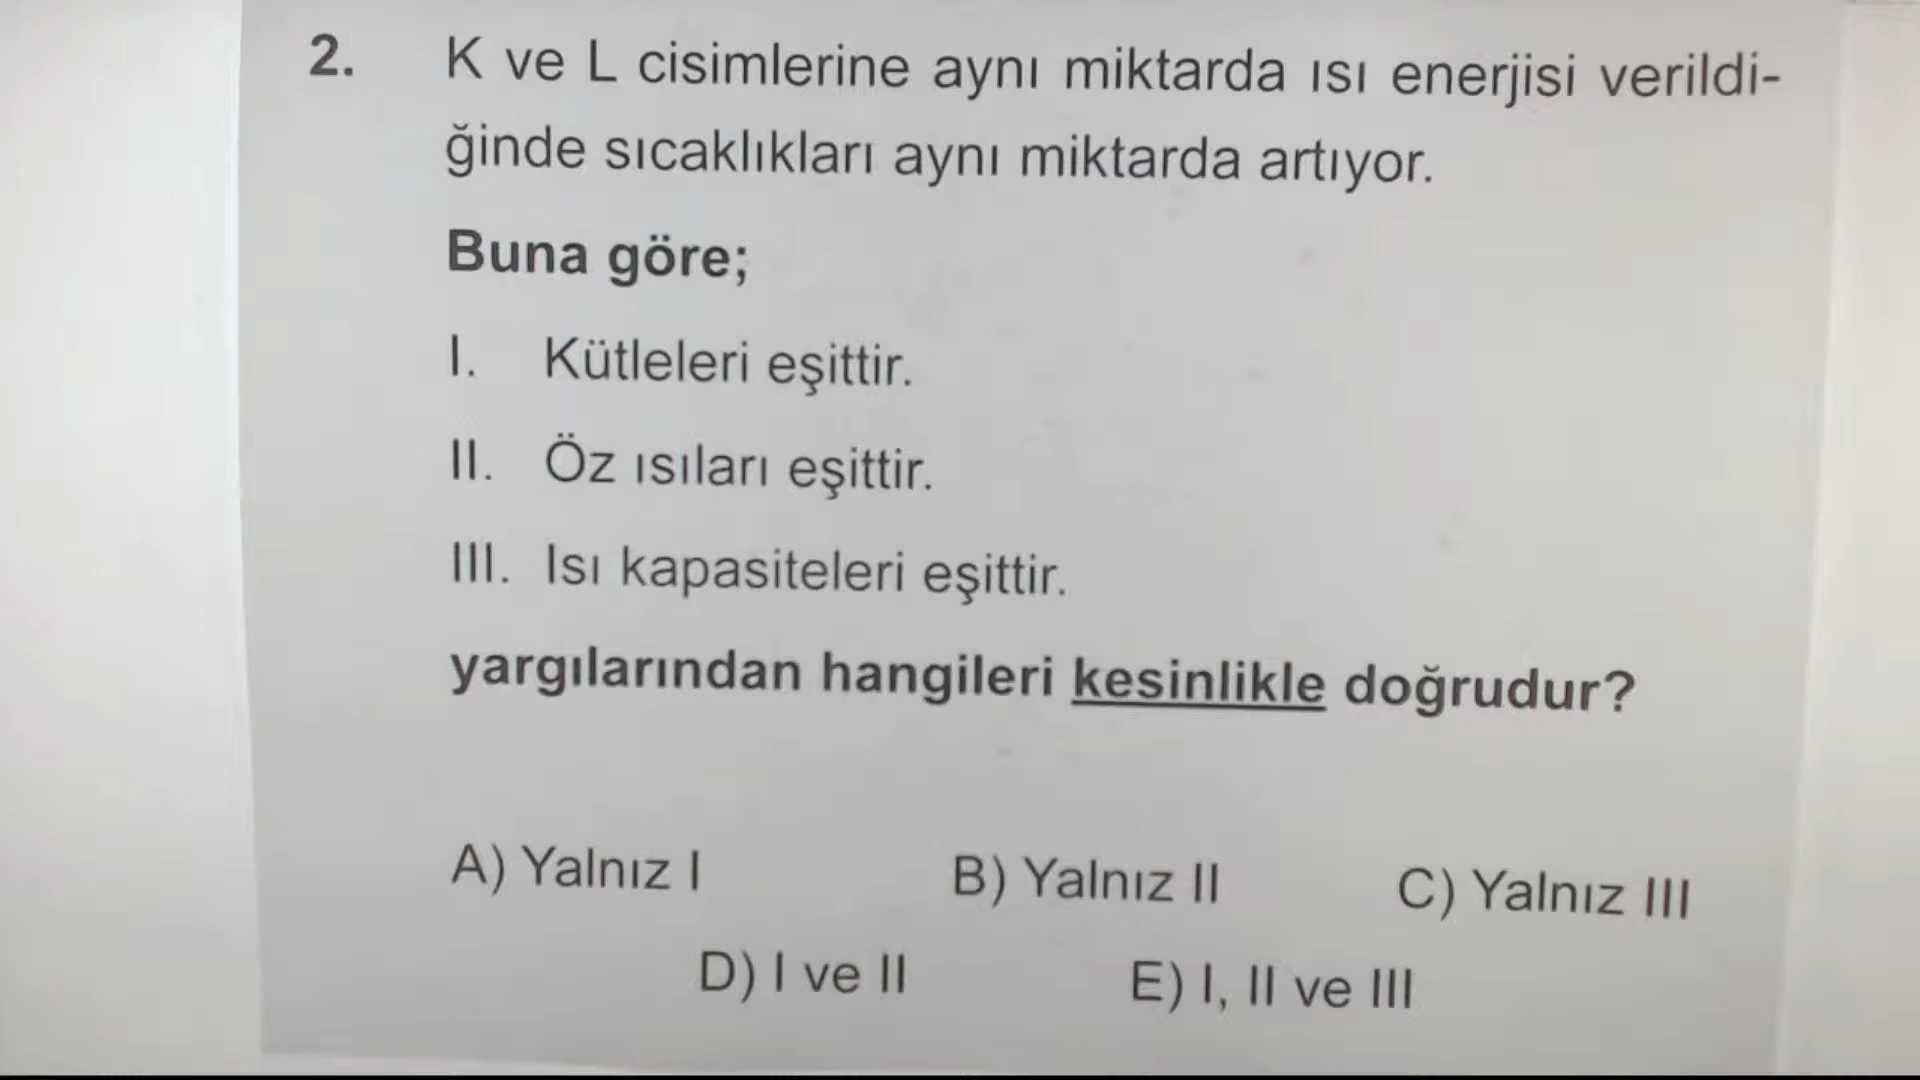 2. K ve L cisimlerine aynı miktarda ısı enerjisi verildi-
ğinde sıcaklıkları aynı miktarda artıyor.
Buna göre;
I. Kütleleri eşittir.
II. Öz ısıları eşittir.
III. Isı kapasiteleri eşittir.
yargılarından hangileri kesinlikle doğrudur?
A) Yalnız I B) Yalnız II C) Yalnız III
D) I ve II E) I, II ve III